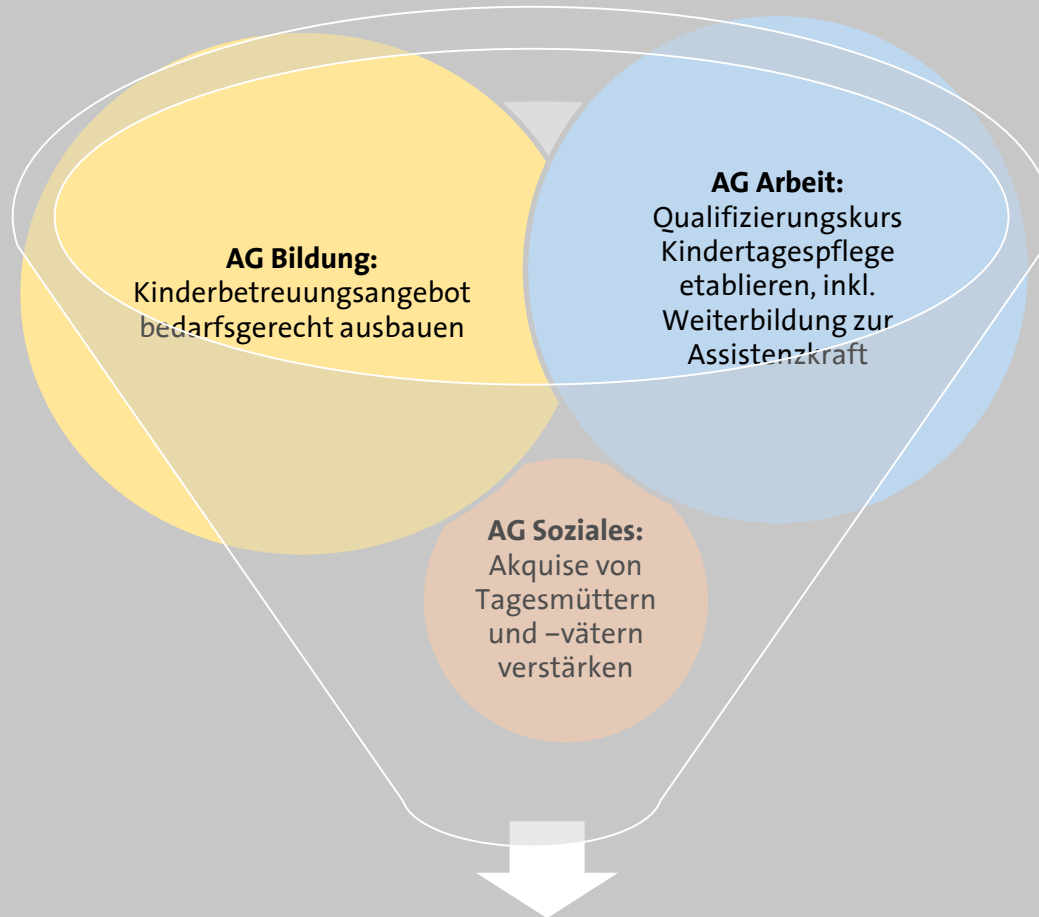 AG Bildung:
Kinderbetreuungsangebot
bedarfsgerecht ausbauen
AG Arbeit:
Qualifizierungskurs
Kindertagespflege
etablieren, inkl.
Weiterbildung zur
Assistenzkraft
AG Soziales:
Akquise von
Tagesmüttern
und –vätern
verstärken